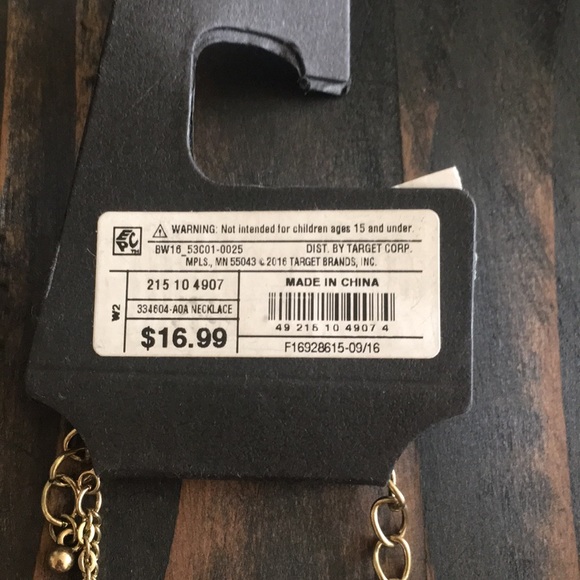 EPC
WARNING: Not intended for children ages 15 and under.
BW16_53C01-0025 DIST. BY TARGET CORP.
MPLS., MN 55043 © 2016 TARGET BRANDS, INC.
W2
215 10 4907
334604-AOA NECKLACE
$16.99
MADE IN CHINA
49 215 10 4907 4
F16928615-09/16